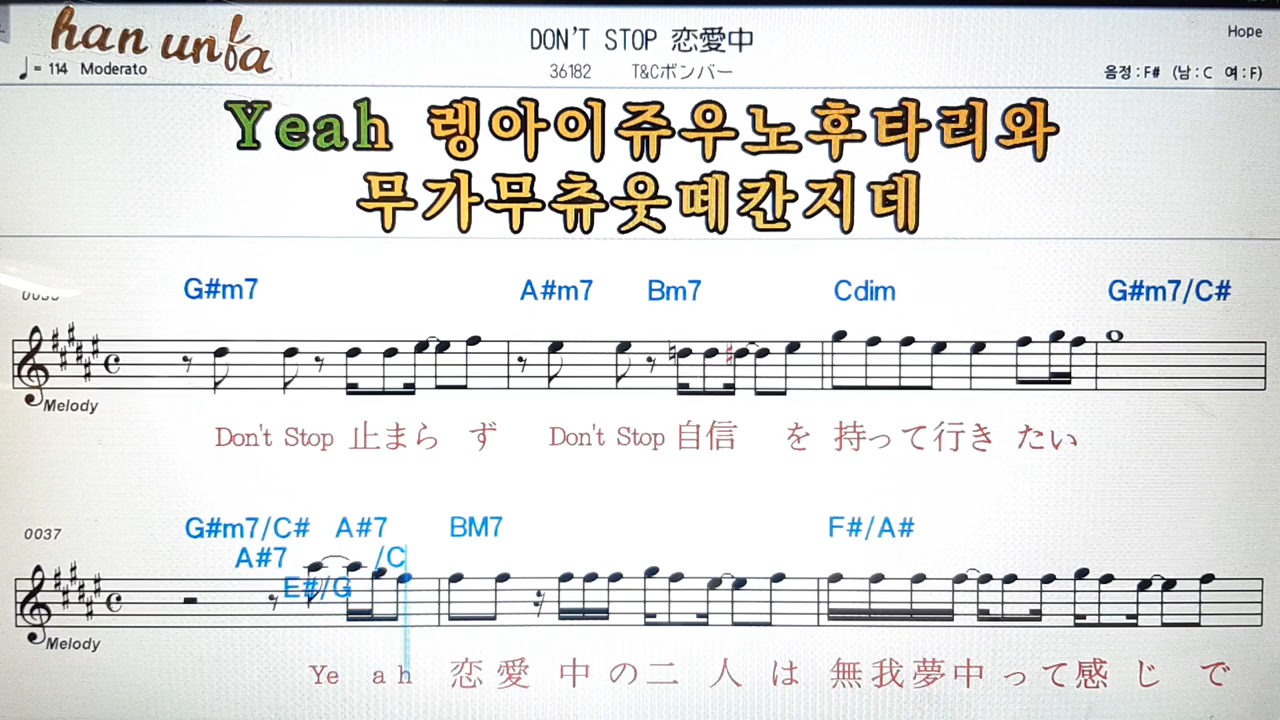 han unba
DON'T STOP 恋愛中
Hope
♩= 114 Moderato
36182 T&Cボンバー
음정:F# (남:C 여:F)
Yeah 렝아이쥬우노후타리와
무가무츄웃떼칸지데
G#m7 A#m7 Bm7 Cdim G#m7/C#
Melody
Don't Stop 止まら ず Don't Stop 自信 を 持って行き たい
0037
G#m7/C# A#7 BM7 F#/A#
A#7 /C
E#/G
Melody
Ye a h 恋 愛 中 の二 人 は 無我夢中 って感 じ で